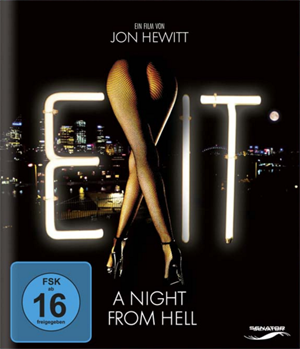 EIN FILM VON
JON HEWITT
EXIT
A NIGHT
FROM HELL
FSK
ab
16
freigegeben
SENATOR